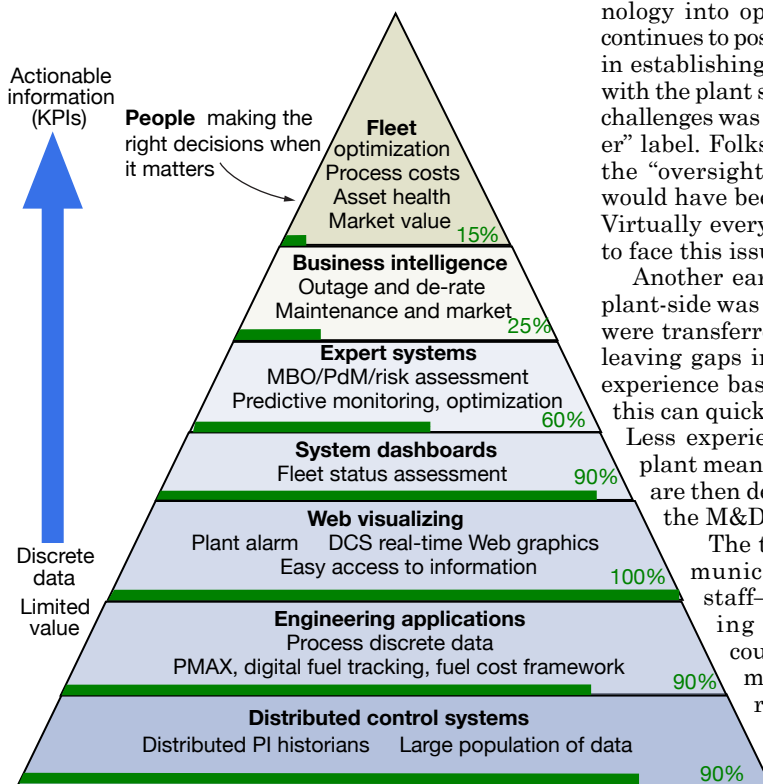 Actionable
information
(KPIs)
People making the
right decisions when
it matters
Discrete
data
Limited
value
Fleet
optimization
Process costs
Asset health
Market value
15%
Business intelligence
Outage and de-rate
Maintenance and market
25%
Expert systems
MBO/PdM/risk assessment
Predictive monitoring, optimization
60%
System dashboards
Fleet status assessment
90%
Web visualizing
Plant alarm DCS real-time Web graphics
Easy access to information
100%
Engineering applications
Process discrete data
PMAX, digital fuel tracking, fuel cost framework
90%
Distributed control systems
Distributed PI historians Large population of data
90%
nology into op
continues to pos
in establishing
with the plant s
challenges was
er” label. Folks
the “oversight
would have bee
Virtually every
to face this issu
Another ear
plant-side was
were transferre
leaving gaps in
experience bas
this can quick
Less experie
plant mean
are then de
the M&D
The t
munic
staff–
ing
cou
m
r